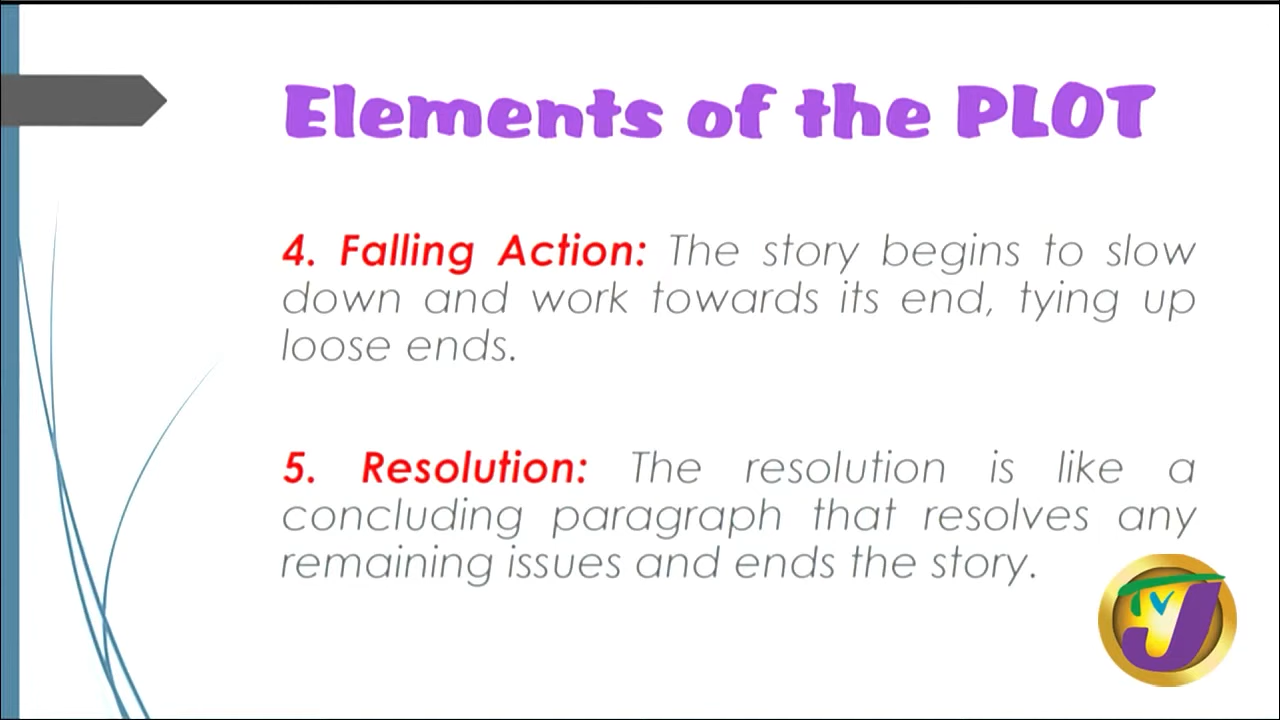 Elements of the PLOT
4. Falling Action: The story begins to slow
down and work towards its end, tying up
loose ends.
5. Resolution: The resolution is like a
concluding paragraph that resolves any
remaining issues and ends the story.
TVJ